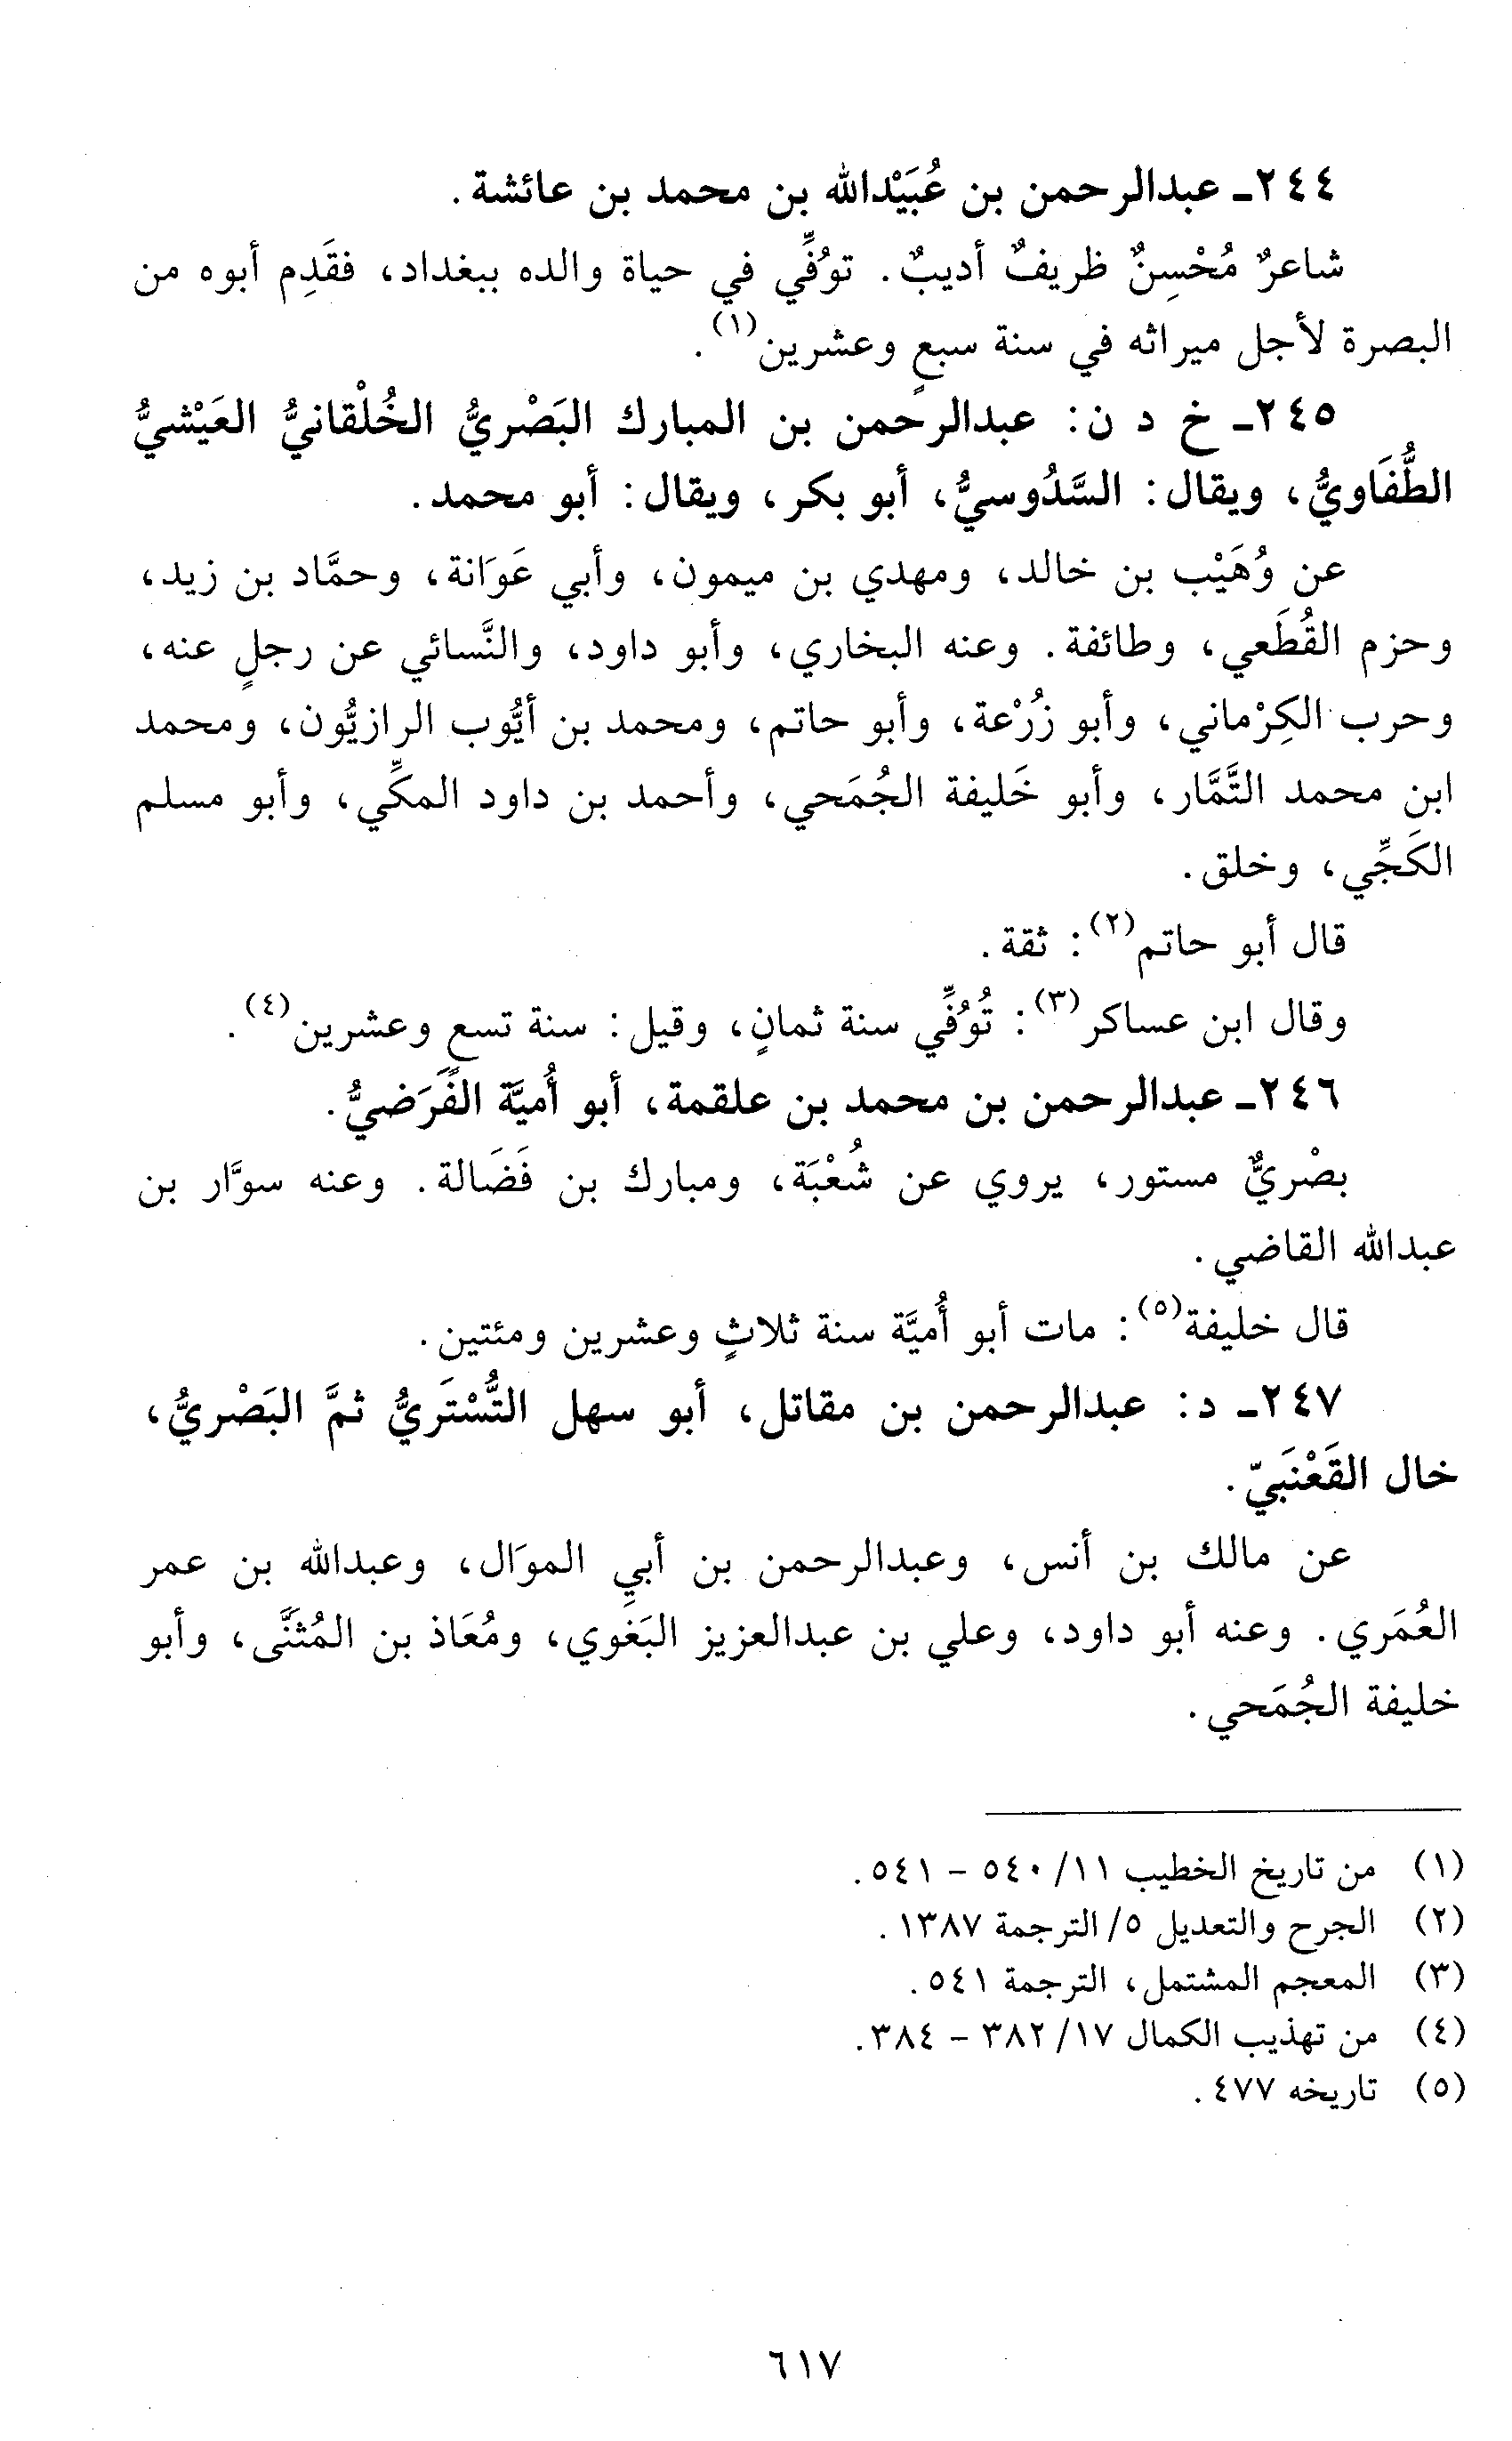 ٢٤٤ـ عبدالرحمن بن عُبَيْدالله بن محمد بن عائشة.
شاعرٌ مُحْسِنٌ ظريفٌ أديبٌ. توُفِّي في حياة والده ببغداد، فقَدِم أبوه من
البصرة لأجل ميراثه في سنة سبعٍ وعشرين(١).
٢٤٥ـ خ د ن: عبدالرحمن بن المبارك البَصْريُّ الخُلْقانيُّ العَيْشيُّ
الطُّفَاويُّ، ويقال: السَّدُوسيُّ، أبو بكر، ويقال: أبو محمد.
عن وُهَيْب بن خالد، ومهدي بن ميمون، وأبي عَوَانة، وحمَّاد بن زيد،
وحزم القُطَعي، وطائفة. وعنه البخاري، وأبو داود، والنَّسائي عن رجلٍ عنه،
وحرب الكِرْماني، وأبو زُرْعة، وأبو حاتم، ومحمد بن أيُّوب الرازيُّون، ومحمد
ابن محمد التَّمَّار، وأبو خَليفة الجُمَحي، وأحمد بن داود المكِّي، وأبو مسلم
الكَجِّي، وخلق.
قال أبو حاتم(٢): ثقة.
وقال ابن عساكر(٣): تُوُفِّي سنة ثمانٍ، وقيل: سنة تسعٍ وعشرين(٤).
٢٤٦ـ عبدالرحمن بن محمد بن علقمة، أبو أُميَّة الفَرَضيُّ.
بصْريٌّ مستور، يروي عن شُعْبَة، ومبارك بن فَضَالة. وعنه سوَّار بن
عبدالله القاضي.
قال خليفة(٥): مات أبو أُميَّة سنة ثلاثٍ وعشرين ومئتين.
٢٤٧ـ د: عبدالرحمن بن مقاتل، أبو سهل التُّسْتَريُّ ثمَّ البَصْريُّ،
خال القَعْنَبيّ.
عن مالك بن أنس، وعبدالرحمن بن أبي الموَال، وعبدالله بن عمر
العُمَري. وعنه أبو داود، وعلي بن عبدالعزيز البَغَوي، ومُعَاذ بن المُثنَّى، وأبو
خليفة الجُمَحي.
(١) من تاريخ الخطيب ١١/ ٥٤٠ – ٥٤١.
(٢) الجرح والتعديل ٥/ الترجمة ١٣٨٧.
(٣) المعجم المشتمل، الترجمة ٥٤١.
(٤) من تهذيب الكمال ١٧/ ٣٨٢ – ٣٨٤.
(٥) تاريخه ٤٧٧.
٦١٧